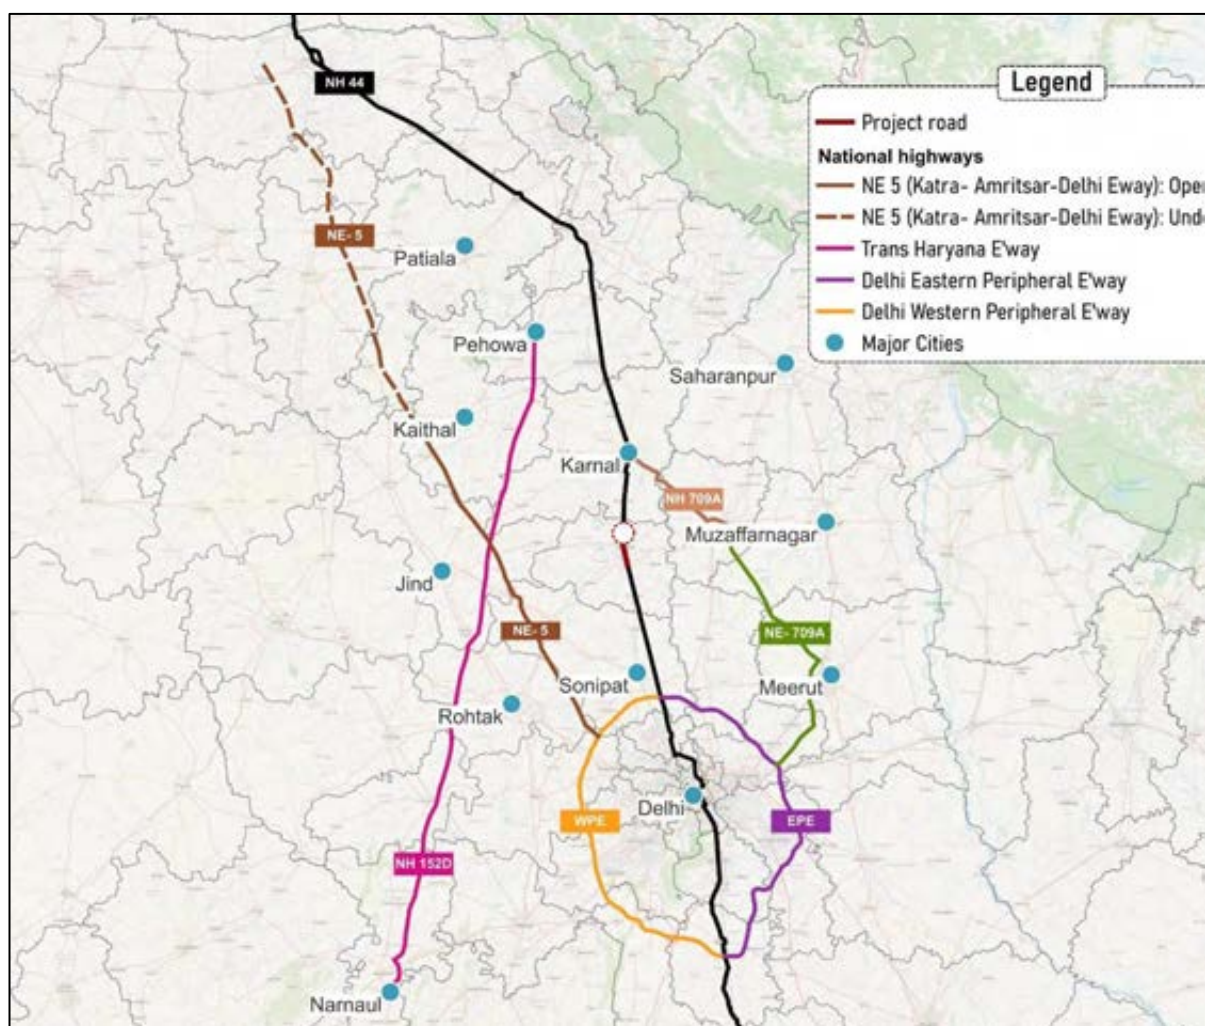 NH 44
Legend
Project road
National highways
NE 5 (Katra- Amritsar-Delhi Eway): Oper
NE 5 (Katra- Amritsar-Delhi Eway): Unde
Trans Haryana E'way
Delhi Eastern Peripheral E'way
Delhi Western Peripheral E'way
Major Cities
NE- 5
Patiala
Pehowa
Saharanpur
Kaithal
Karnal
NH 709A
Muzaffarnagar
Jind
NE- 5
NE- 709A
Sonipat
Meerut
Rohtak
Delhi
WPE
EPE
NH 152D
Narnaul